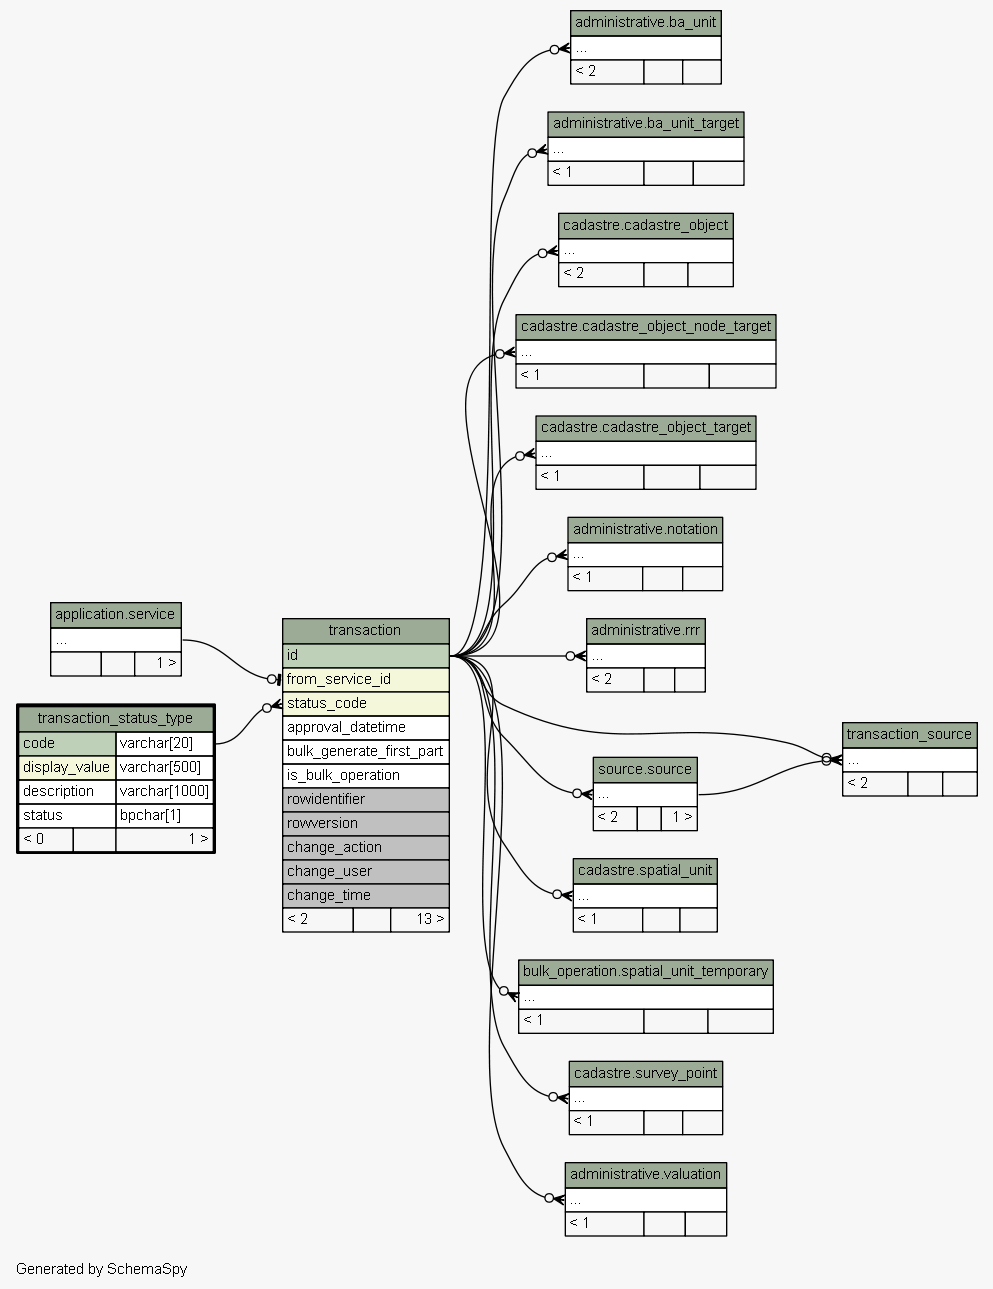 administrative.ba_unit
...
< 2
administrative.ba_unit_target
...
< 1
cadastre.cadastre_object
...
< 2
cadastre.cadastre_object_node_target
...
< 1
cadastre.cadastre_object_target
...
< 1
administrative.notation
...
< 1
administrative.rrr
...
< 2
application.service
...
1 >
transaction
id
from_service_id
status_code
approval_datetime
bulk_generate_first_part
is_bulk_operation
rowidentifier
rowversion
change_action
change_user
change_time
< 2 13 >
transaction_status_type
code varchar[20]
display_value varchar[500]
description varchar[1000]
status bpchar[1]
< 0 1 >
transaction_source
...
< 2
source.source
...
< 2 1 >
cadastre.spatial_unit
...
< 1
bulk_operation.spatial_unit_temporary
...
< 1
cadastre.survey_point
...
< 1
administrative.valuation
...
< 1
Generated by SchemaSpy